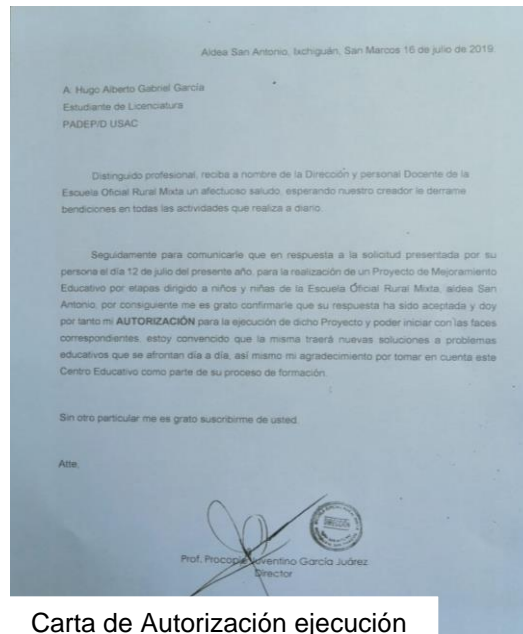 Aldea San Antonio, Ixchiguán, San Marcos 16 de julio de 2019.
A: Hugo Alberto Gabriel García
Estudiante de Licenciatura
PADEP/D USAC
Distinguido profesional, reciba a nombre de la Dirección y personal Docente de la
Escuela Oficial Rural Mixta un afectuoso saludo, esperando nuestro creador le derrame
bendiciones en todas las actividades que realiza a diario.
Seguidamente para comunicarle que en respuesta a la solicitud presentada por su
persona el día 12 de julio del presente año, para la realización de un Proyecto de Mejoramiento
Educativo por etapas dirigido a niños y niñas de la Escuela Oficial Rural Mixta, aldea San
Antonio, por consiguiente me es grato confirmarle que su respuesta ha sido aceptada y doy
por tanto mi AUTORIZACIÓN para la ejecución de dicho Proyecto y poder iniciar con las faces
correspondientes, estoy convencido que la misma traerá nuevas soluciones a problemas
educativos que se afrontan día a día, así mismo mi agradecimiento por tomar en cuenta este
Centro Educativo como parte de su proceso de formación.
Sin otro particular me es grato suscribirme de usted.
Atte,
Prof. Procopio Juventino García Juárez
Director
Carta de Autorización ejecución